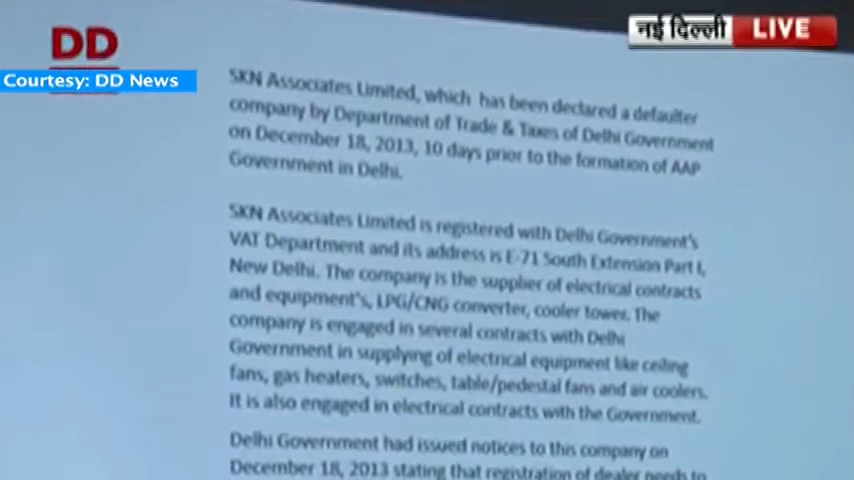 DD
नई दिल्ली LIVE
Courtesy: DD News
SKN Associates Limited, which has been declared a defaulter
company by Department of Trade & Taxes of Delhi Government
on December 18, 2013, 10 days prior to the formation of AAP
Government in Delhi.
SKN Associates Limited is registered with Delhi Government's
VAT Department and its address is E-71 South Extension Part I,
New Delhi. The company is the supplier of electrical contracts
and equipment's, LPG/CNG converter, cooler tower. The
company is engaged in several contracts with Delhi
Government in supplying of electrical equipment like ceiling
fans, gas heaters, switches, table/pedestal fans and air coolers.
It is also engaged in electrical contracts with the Government.
Delhi Government had issued notices to this company on
December 18, 2013 stating that registration of dealer needs to